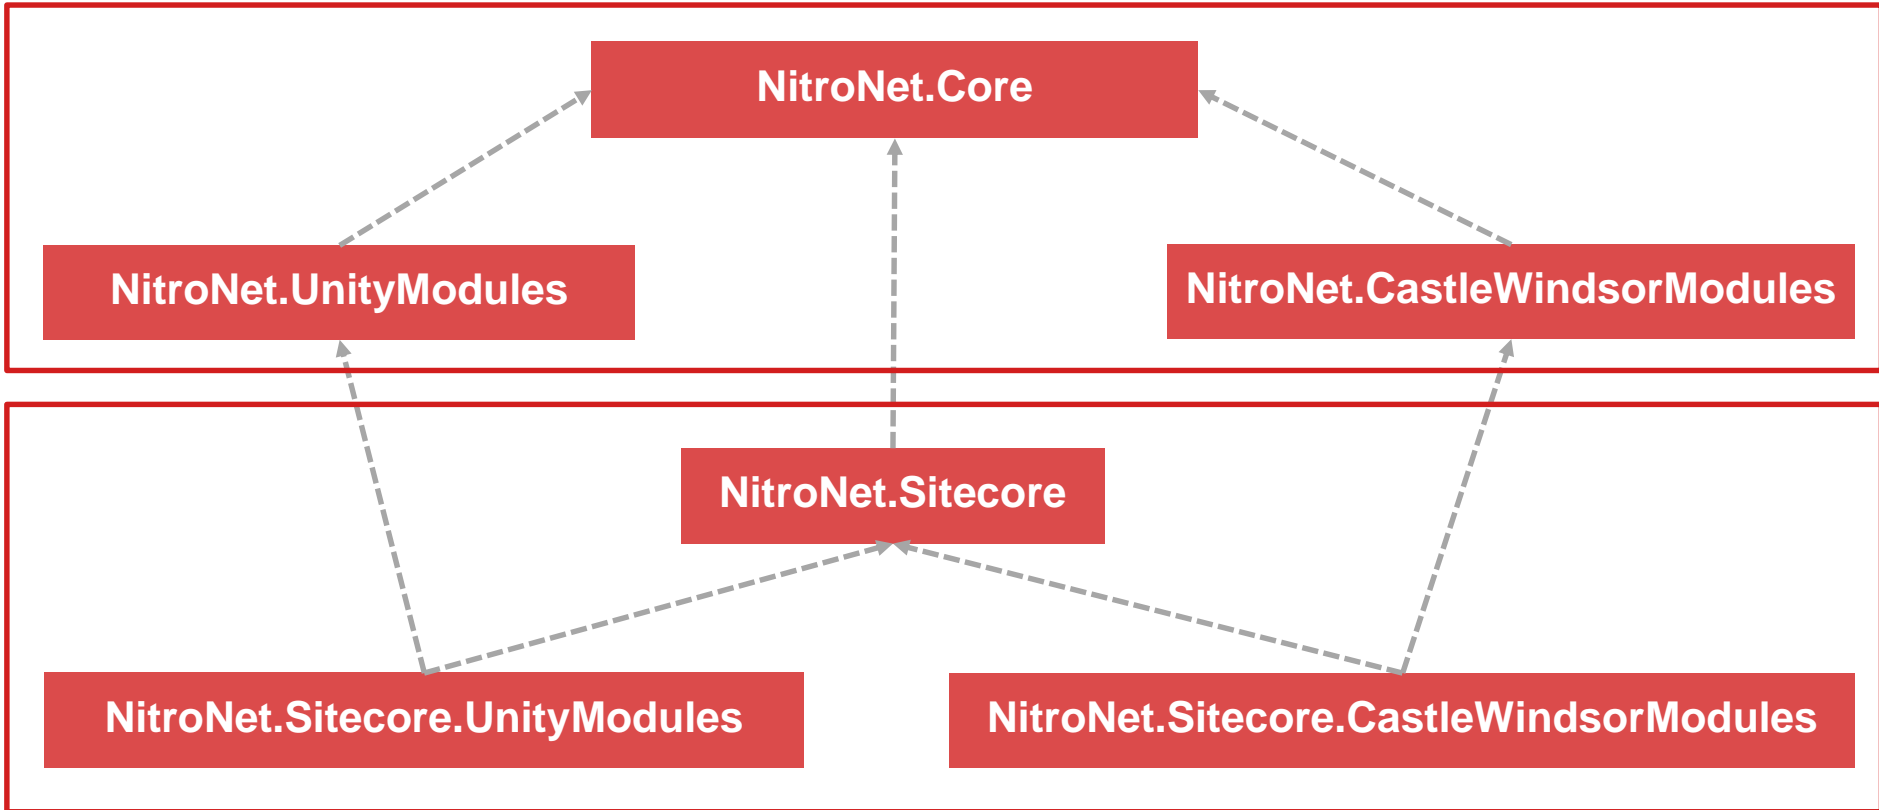 NitroNet.Core
NitroNet.UnityModules
NitroNet.CastleWindsorModules
NitroNet.Sitecore
NitroNet.Sitecore.UnityModules
NitroNet.Sitecore.CastleWindsorModules